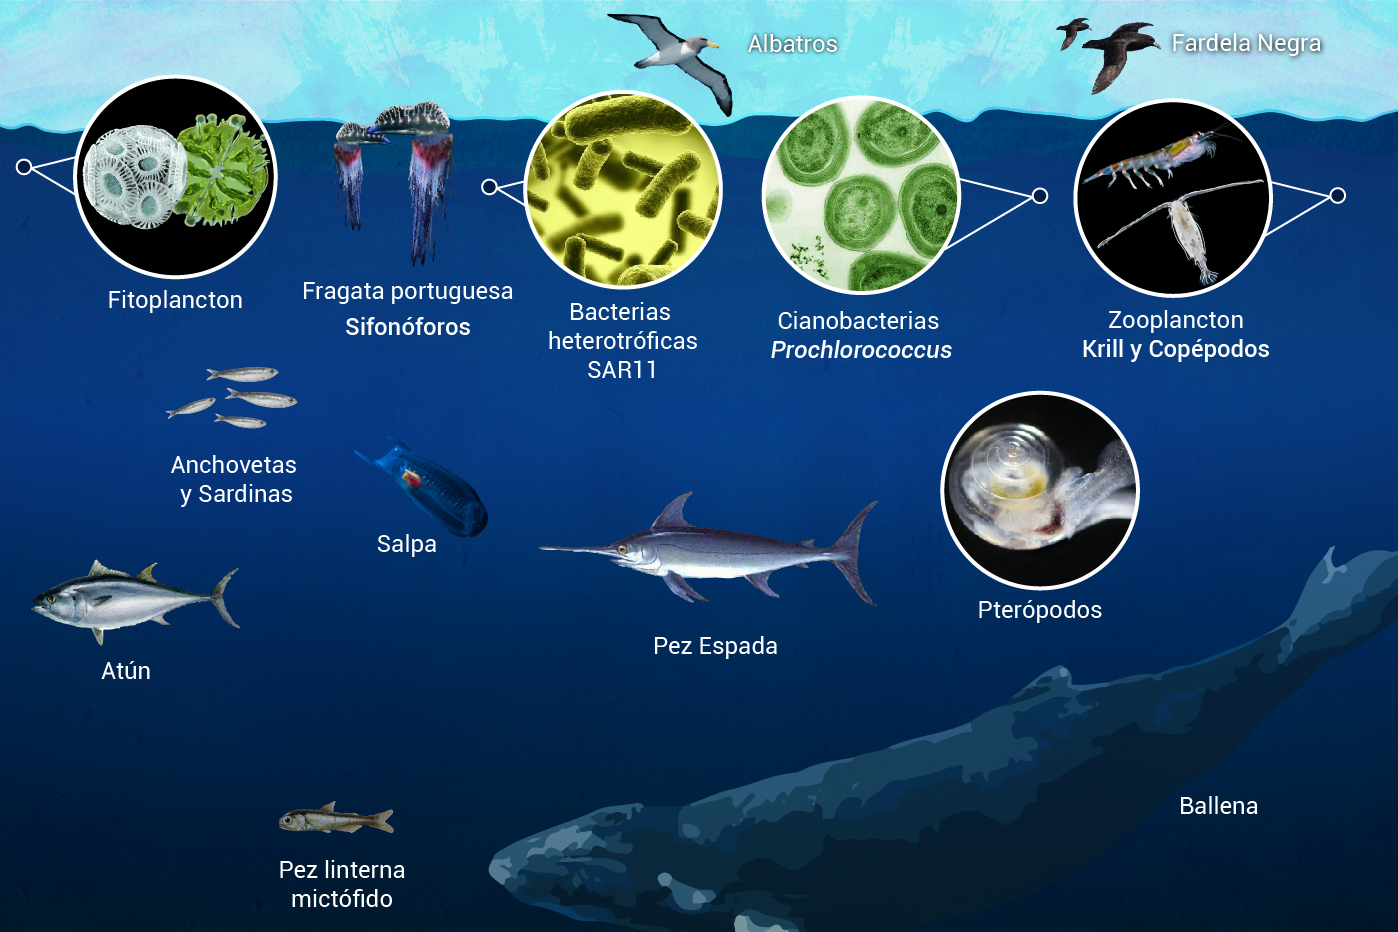 Albatros
Fardela Negra
Fitoplancton
Fragata portuguesa
Sifonóforos
Bacterias
heterotróficas
SAR11
Cianobacterias
Prochlorococcus
Zooplancton
Krill y Copépodos
Anchovetas
y Sardinas
Salpa
Pterópodos
Pez Espada
Atún
Ballena
Pez linterna
mictófido